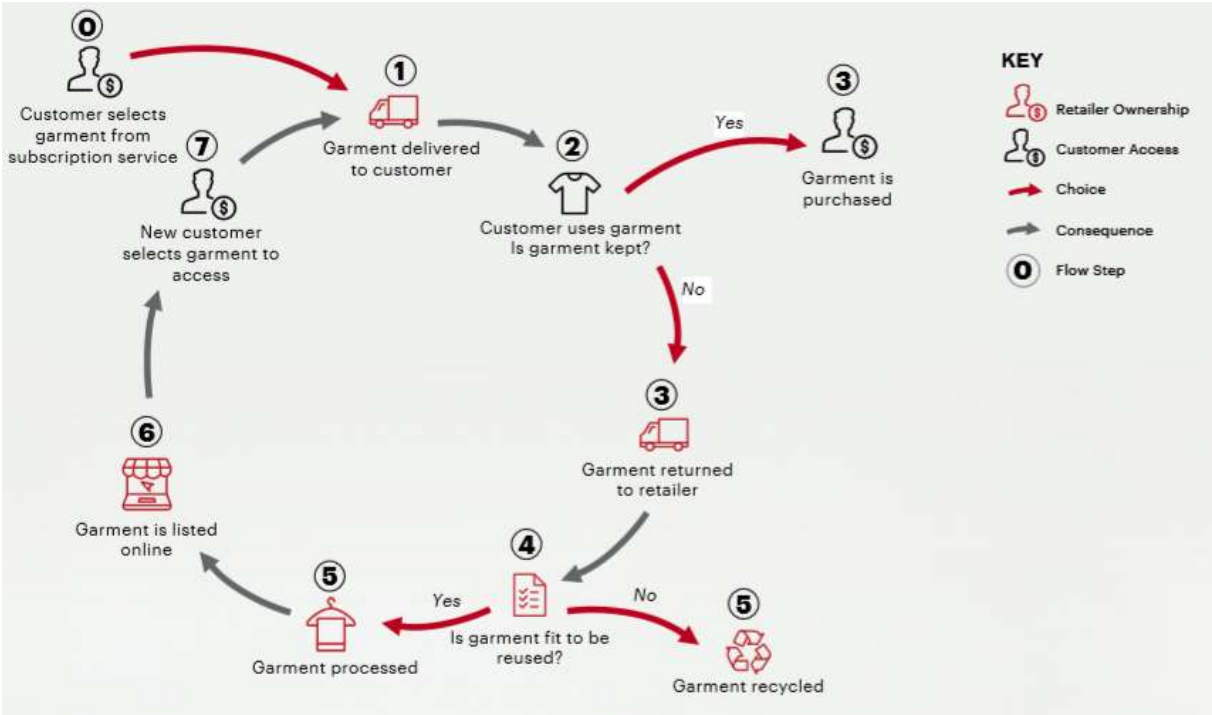 0
Customer selects
garment from
subscription service
1
Garment delivered
to customer
2
Customer uses garment
Is garment kept?
Yes
3
Garment is
purchased
No
3
Garment returned
to retailer
4
Is garment fit to be
reused?
No
5
Garment recycled
Yes
5
Garment processed
6
Garment is listed
online
7
New customer
selects garment to
access
KEY
Retailer Ownership
Customer Access
Choice
Consequence
0 Flow Step